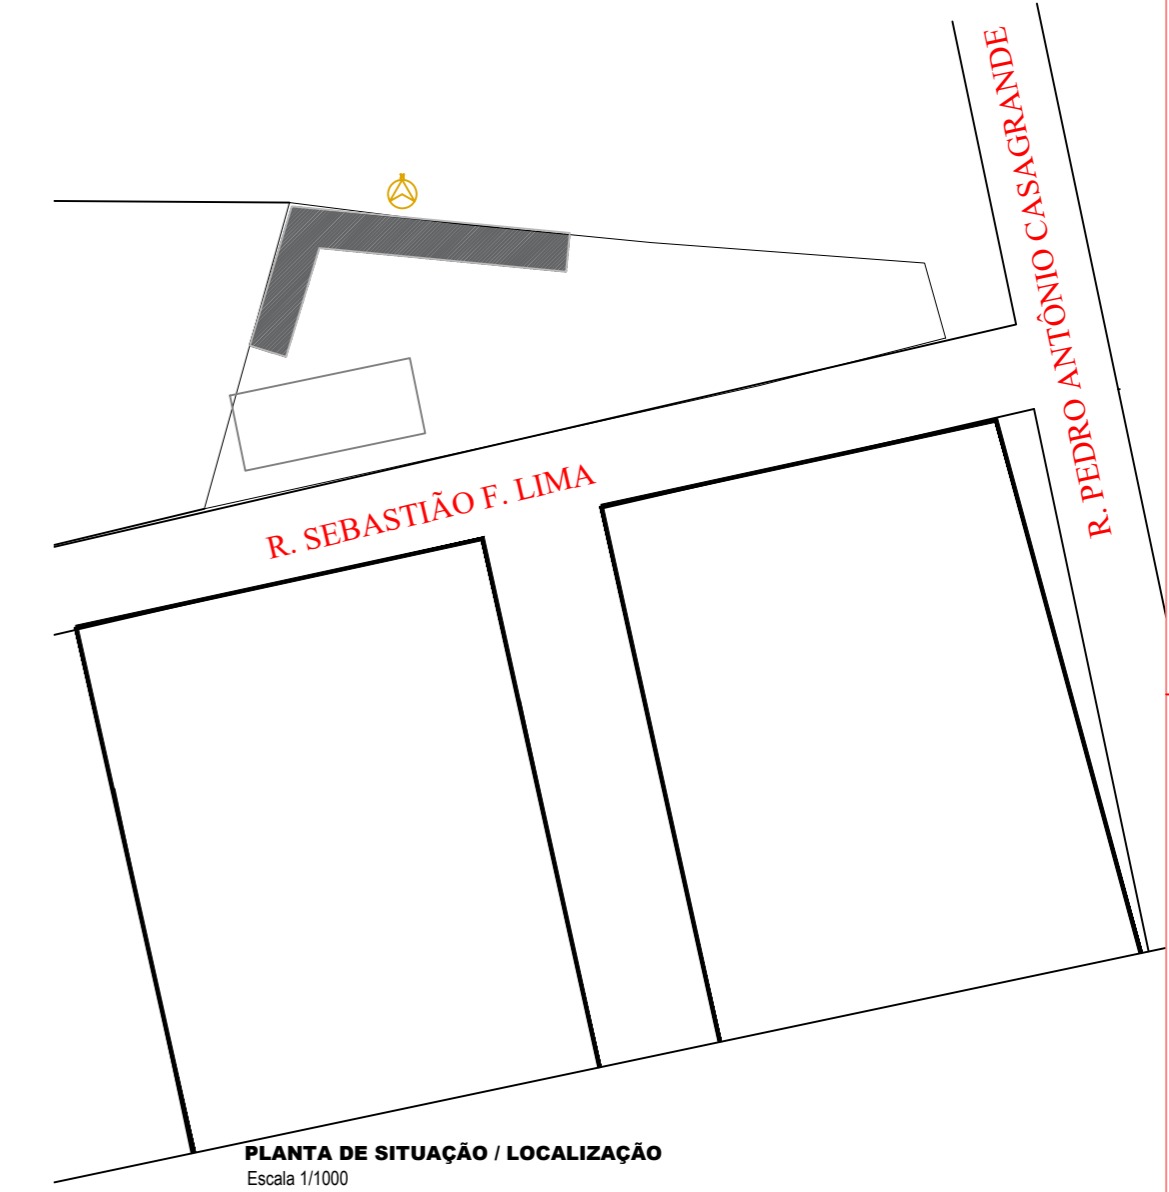 R. PEDRO ANTÔNIO CASAGRANDE
R. SEBASTIÃO F. LIMA
PLANTA DE SITUAÇÃO / LOCALIZAÇÃO
Escala 1/1000